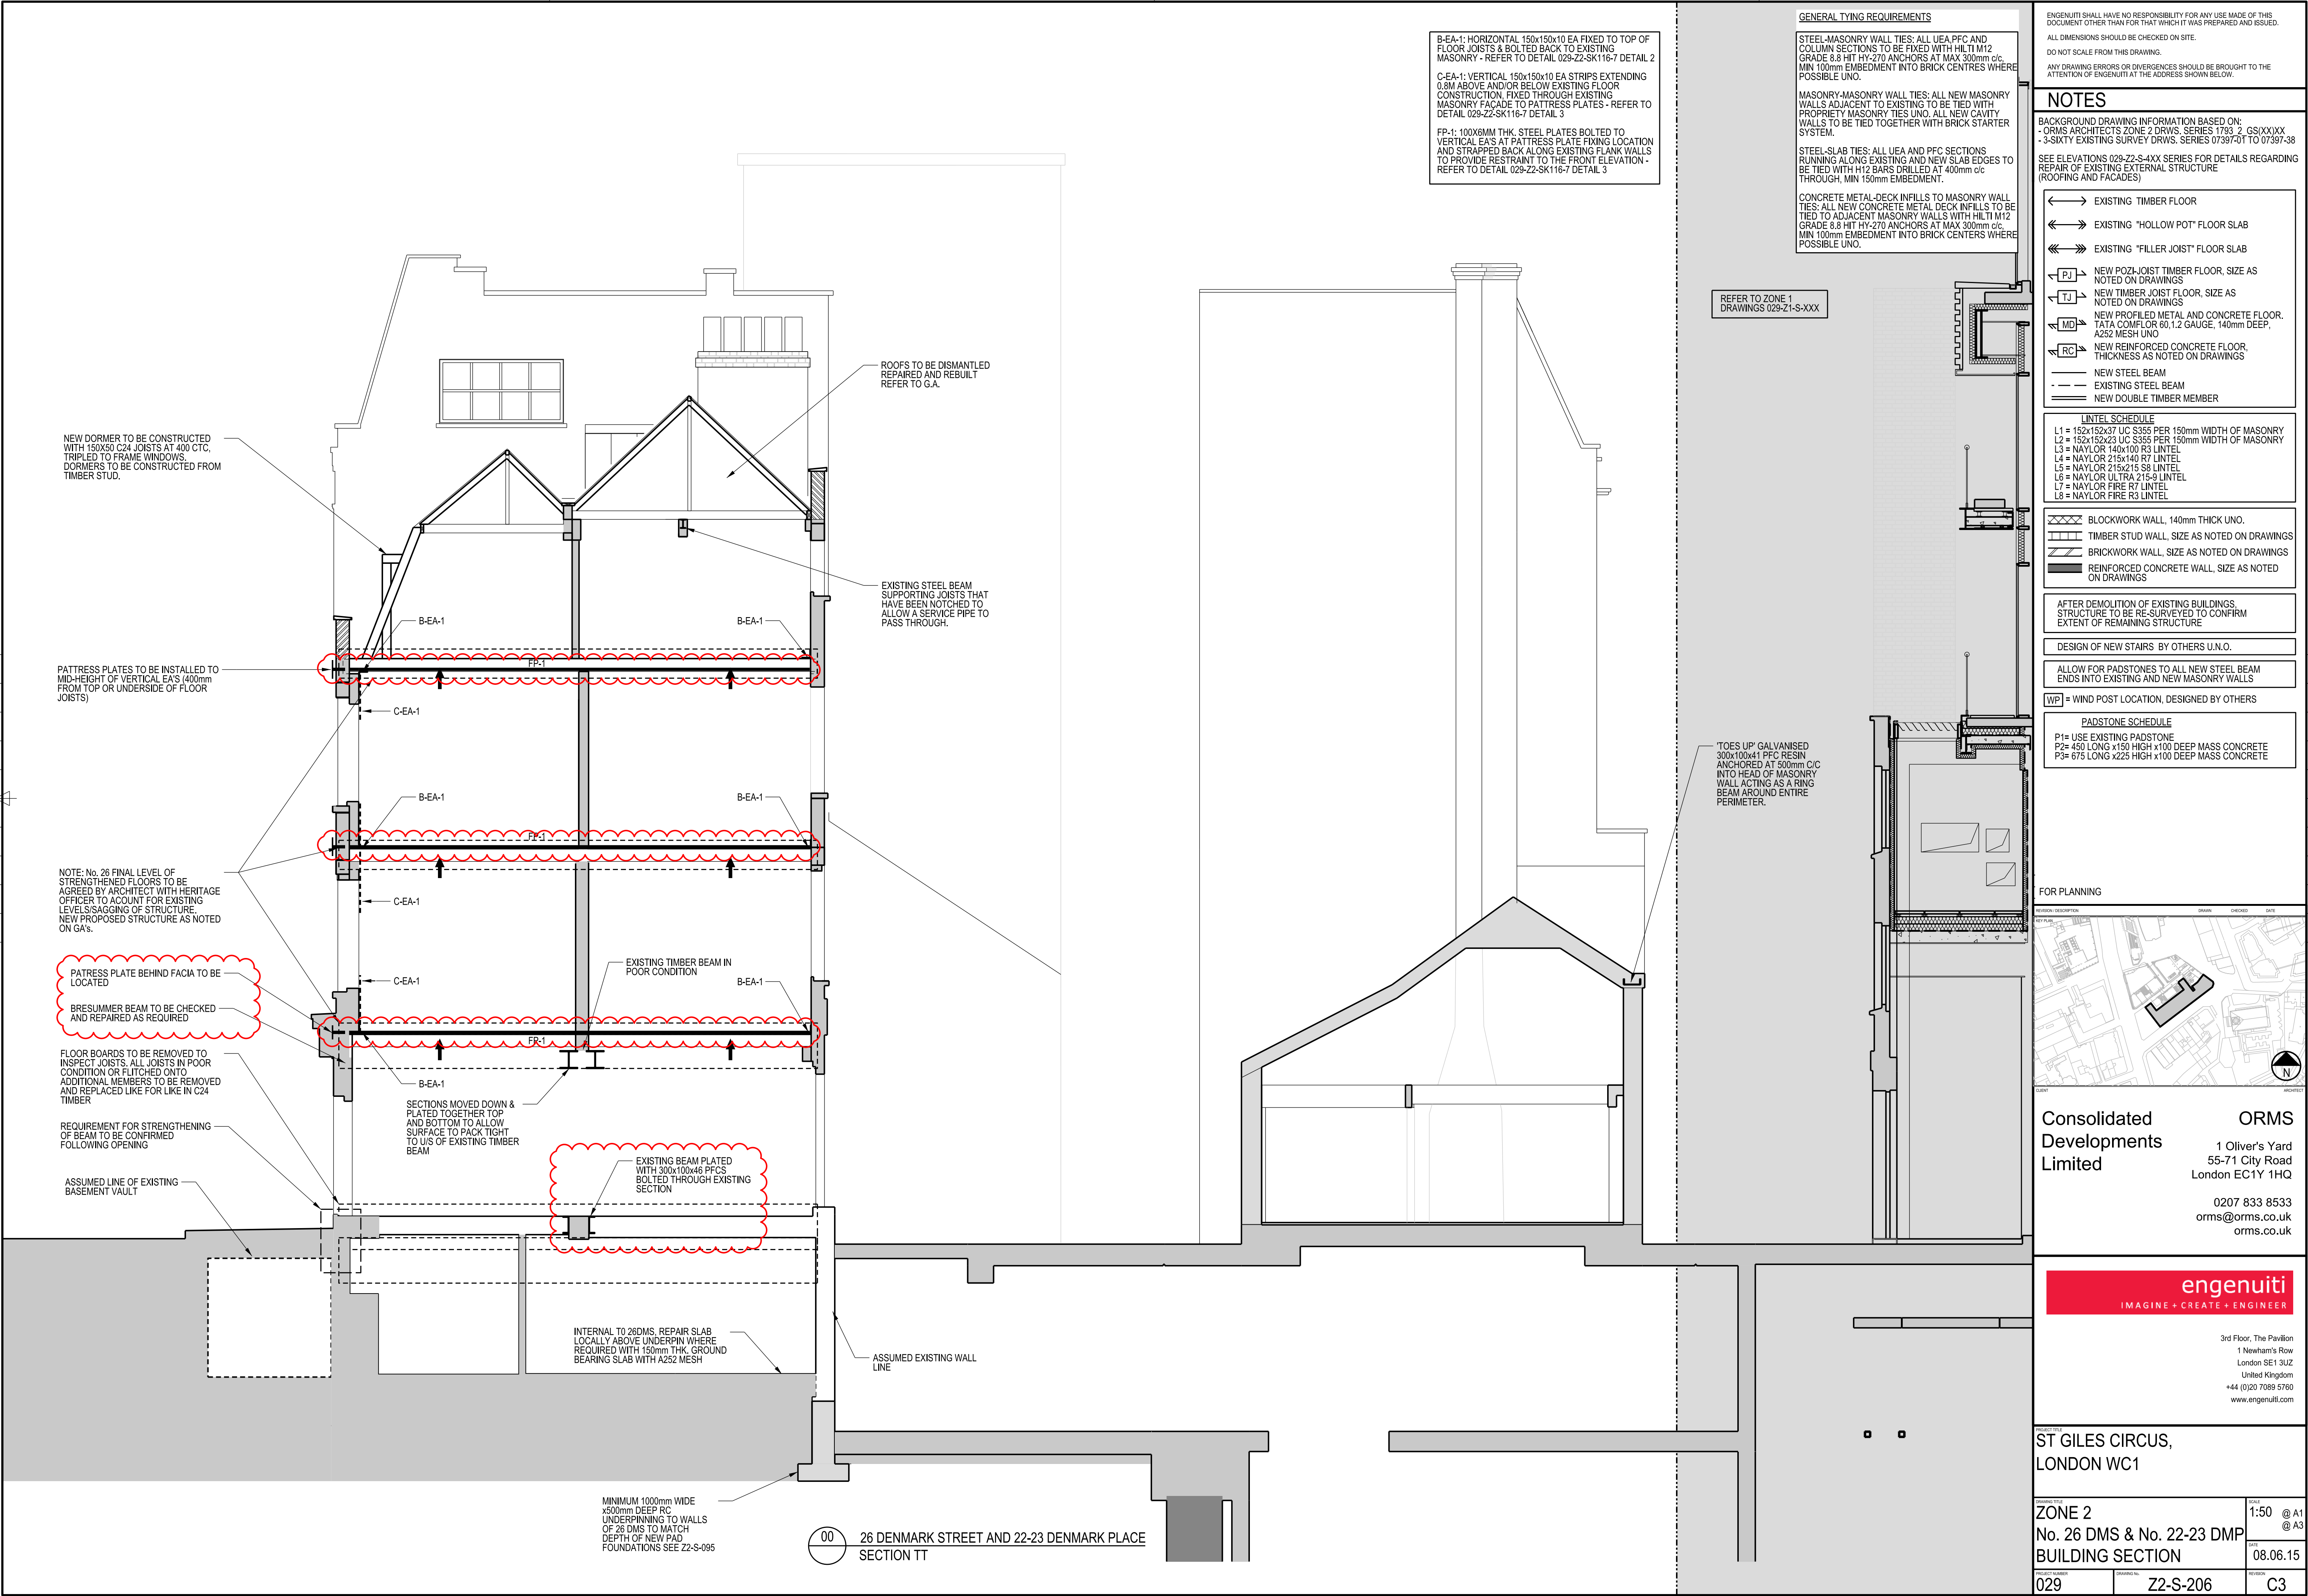 B-EA-1: HORIZONTAL 150x150x10 EA FIXED TO TOP OF
FLOOR JOISTS & BOLTED BACK TO EXISTING
MASONRY - REFER TO DETAIL 029-Z2-SK116-7 DETAIL 2
C-EA-1: VERTICAL 150x150x10 EA STRIPS EXTENDING
0.8M ABOVE AND/OR BELOW EXISTING FLOOR
CONSTRUCTION, FIXED THROUGH EXISTING
MASONRY FAÇADE TO PATTRESS PLATES - REFER TO
DETAIL 029-Z2-SK116-7 DETAIL 3
FP-1: 100X6MM THK. STEEL PLATES BOLTED TO
VERTICAL EA'S AT PATTRESS PLATE FIXING LOCATION
AND STRAPPED BACK ALONG EXISTING FLANK WALLS
TO PROVIDE RESTRAINT TO THE FRONT ELEVATION -
REFER TO DETAIL 029-Z2-SK116-7 DETAIL 3
GENERAL TYING REQUIREMENTS
STEEL-MASONRY WALL TIES: ALL UEA,PFC AND
COLUMN SECTIONS TO BE FIXED WITH HILTI M12
GRADE 8.8 HIT HY-270 ANCHORS AT MAX 300mm c/c,
MIN 100mm EMBEDMENT INTO BRICK CENTRES WHERE
POSSIBLE UNO.
MASONRY-MASONRY WALL TIES: ALL NEW MASONRY
WALLS ADJACENT TO EXISTING TO BE TIED WITH
PROPRIETY MASONRY TIES UNO. ALL NEW CAVITY
WALLS TO BE TIED TOGETHER WITH BRICK STARTER
SYSTEM.
STEEL-SLAB TIES: ALL UEA AND PFC SECTIONS
RUNNING ALONG EXISTING AND NEW SLAB EDGES TO
BE TIED WITH H12 BARS DRILLED AT 400mm c/c
THROUGH, MIN 150mm EMBEDMENT.
CONCRETE METAL-DECK INFILLS TO MASONRY WALL
TIES: ALL NEW CONCRETE METAL DECK INFILLS TO BE
TIED TO ADJACENT MASONRY WALLS WITH HILTI M12
GRADE 8.8 HIT HY-270 ANCHORS AT MAX 300mm c/c,
MIN 100mm EMBEDMENT INTO BRICK CENTERS WHERE
POSSIBLE UNO.
REFER TO ZONE 1
DRAWINGS 029-Z1-S-XXX
ROOFS TO BE DISMANTLED
REPAIRED AND REBUILT
REFER TO G.A.
NEW DORMER TO BE CONSTRUCTED
WITH 150X50 C24 JOISTS AT 400 CTC,
TRIPLED TO FRAME WINDOWS.
DORMERS TO BE CONSTRUCTED FROM
TIMBER STUD.
EXISTING STEEL BEAM
SUPPORTING JOISTS THAT
HAVE BEEN NOTCHED TO
ALLOW A SERVICE PIPE TO
PASS THROUGH.
B-EA-1
B-EA-1
FP-1
PATTRESS PLATES TO BE INSTALLED TO
MID-HEIGHT OF VERTICAL EA'S (400mm
FROM TOP OR UNDERSIDE OF FLOOR
JOISTS)
C-EA-1
'TOES UP' GALVANISED
300x100x41 PFC RESIN
ANCHORED AT 500mm C/C
INTO HEAD OF MASONRY
WALL ACTING AS A RING
BEAM AROUND ENTIRE
PERIMETER.
B-EA-1
B-EA-1
FP-1
NOTE: No. 26 FINAL LEVEL OF
STRENGTHENED FLOORS TO BE
AGREED BY ARCHITECT WITH HERITAGE
OFFICER TO ACOUNT FOR EXISTING
LEVELS/SAGGING OF STRUCTURE,
NEW PROPOSED STRUCTURE AS NOTED
ON GA's.
C-EA-1
PATRESS PLATE BEHIND FACIA TO BE
LOCATED
BRESUMMER BEAM TO BE CHECKED
AND REPAIRED AS REQUIRED
C-EA-1
EXISTING TIMBER BEAM IN
POOR CONDITION
B-EA-1
FP-1
FLOOR BOARDS TO BE REMOVED TO
INSPECT JOISTS. ALL JOISTS IN POOR
CONDITION OR FLITCHED ONTO
ADDITIONAL MEMBERS TO BE REMOVED
AND REPLACED LIKE FOR LIKE IN C24
TIMBER
B-EA-1
SECTIONS MOVED DOWN &
PLATED TOGETHER TOP
AND BOTTOM TO ALLOW
SURFACE TO PACK TIGHT
TO U/S OF EXISTING TIMBER
BEAM
REQUIREMENT FOR STRENGTHENING
OF BEAM TO BE CONFIRMED
FOLLOWING OPENING
EXISTING BEAM PLATED
WITH 300x100x46 PFCS
BOLTED THROUGH EXISTING
SECTION
ASSUMED LINE OF EXISTING
BASEMENT VAULT
INTERNAL T0 26DMS, REPAIR SLAB
LOCALLY ABOVE UNDERPIN WHERE
REQUIRED WITH 150mm THK. GROUND
BEARING SLAB WITH A252 MESH
ASSUMED EXISTING WALL
LINE
MINIMUM 1000mm WIDE
x500mm DEEP RC
UNDERPINNING TO WALLS
OF 26 DMS TO MATCH
DEPTH OF NEW PAD
FOUNDATIONS SEE Z2-S-095
00
26 DENMARK STREET AND 22-23 DENMARK PLACE
SECTION TT
ENGENUITI SHALL HAVE NO RESPONSIBILITY FOR ANY USE MADE OF THIS
DOCUMENT OTHER THAN FOR THAT WHICH IT WAS PREPARED AND ISSUED.
ALL DIMENSIONS SHOULD BE CHECKED ON SITE.
DO NOT SCALE FROM THIS DRAWING.
ANY DRAWING ERRORS OR DIVERGENCES SHOULD BE BROUGHT TO THE
ATTENTION OF ENGENUITI AT THE ADDRESS SHOWN BELOW.
NOTES
BACKGROUND DRAWING INFORMATION BASED ON:
- ORMS ARCHITECTS ZONE 2 DRWS. SERIES 1793_2_GS(XX)XX
- 3-SIXTY EXISTING SURVEY DRWS. SERIES 07397-01 TO 07397-38
SEE ELEVATIONS 029-Z2-S-4XX SERIES FOR DETAILS REGARDING
REPAIR OF EXISTING EXTERNAL STRUCTURE
(ROOFING AND FACADES)
EXISTING TIMBER FLOOR
EXISTING "HOLLOW POT" FLOOR SLAB
EXISTING "FILLER JOIST" FLOOR SLAB
PJ NEW POZI-JOIST TIMBER FLOOR, SIZE AS
NOTED ON DRAWINGS
TJ NEW TIMBER JOIST FLOOR, SIZE AS
NOTED ON DRAWINGS
MD NEW PROFILED METAL AND CONCRETE FLOOR.
TATA COMFLOR 60,1.2 GAUGE, 140mm DEEP,
A252 MESH UNO
RC NEW REINFORCED CONCRETE FLOOR,
THICKNESS AS NOTED ON DRAWINGS
NEW STEEL BEAM
EXISTING STEEL BEAM
NEW DOUBLE TIMBER MEMBER
LINTEL SCHEDULE
L1 = 152x152x37 UC S355 PER 150mm WIDTH OF MASONRY
L2 = 152x152x23 UC S355 PER 150mm WIDTH OF MASONRY
L3 = NAYLOR 140x100 R3 LINTEL
L4 = NAYLOR 215x140 R7 LINTEL
L5 = NAYLOR 215x215 S8 LINTEL
L6 = NAYLOR ULTRA 215-9 LINTEL
L7 = NAYLOR FIRE R7 LINTEL
L8 = NAYLOR FIRE R3 LINTEL
BLOCKWORK WALL, 140mm THICK UNO.
TIMBER STUD WALL, SIZE AS NOTED ON DRAWINGS
BRICKWORK WALL, SIZE AS NOTED ON DRAWINGS
REINFORCED CONCRETE WALL, SIZE AS NOTED
ON DRAWINGS
AFTER DEMOLITION OF EXISTING BUILDINGS,
STRUCTURE TO BE RE-SURVEYED TO CONFIRM
EXTENT OF REMAINING STRUCTURE
DESIGN OF NEW STAIRS BY OTHERS U.N.O.
ALLOW FOR PADSTONES TO ALL NEW STEEL BEAM
ENDS INTO EXISTING AND NEW MASONRY WALLS
WP = WIND POST LOCATION, DESIGNED BY OTHERS
PADSTONE SCHEDULE
P1= USE EXISTING PADSTONE
P2= 450 LONG x150 HIGH x100 DEEP MASS CONCRETE
P3= 675 LONG x225 HIGH x100 DEEP MASS CONCRETE
FOR PLANNING
REVISION / DESCRIPTION DRAWN CHECKED DATE
KEY PLAN
N
CLIENT ARCHITECT
Consolidated
Developments
Limited
ORMS
1 Oliver's Yard
55-71 City Road
London EC1Y 1HQ
0207 833 8533
orms@orms.co.uk
orms.co.uk
engenuiti
IMAGINE + CREATE + ENGINEER
3rd Floor, The Pavilion
1 Newham's Row
London SE1 3UZ
United Kingdom
+44 (0)20 7089 5760
www.engenuiti.com
PROJECT TITLE
ST GILES CIRCUS,
LONDON WC1
DRAWING TITLE
ZONE 2
No. 26 DMS & No. 22-23 DMP
BUILDING SECTION
SCALE
1:50 @ A1
@ A3
DATE
08.06.15
PROJECT NUMBER
029
DRAWING No.
Z2-S-206
REVISION
C3